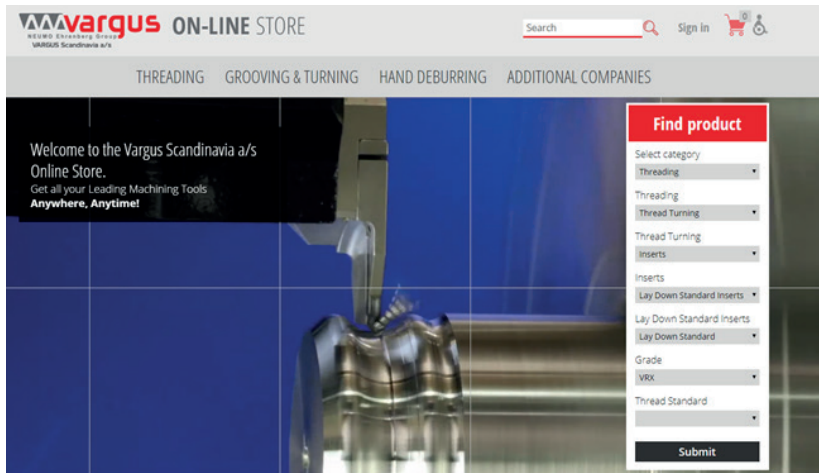 vargus
NEUMO Ehrenberg Group
VARGUS Scandinavia a/s
ON-LINE STORE
Search
Sign in
0
THREADING GROOVING & TURNING HAND DEBURRING ADDITIONAL COMPANIES
Welcome to the Vargus Scandinavia a/s
Online Store.
Get all your Leading Machining Tools
Anywhere, Anytime!
Find product
Select category
Threading
Threading
Thread Turning
Thread Turning
Inserts
Inserts
Lay Down Standard Inserts
Lay Down Standard Inserts
Lay Down Standard
Grade
VRX
Thread Standard
Submit